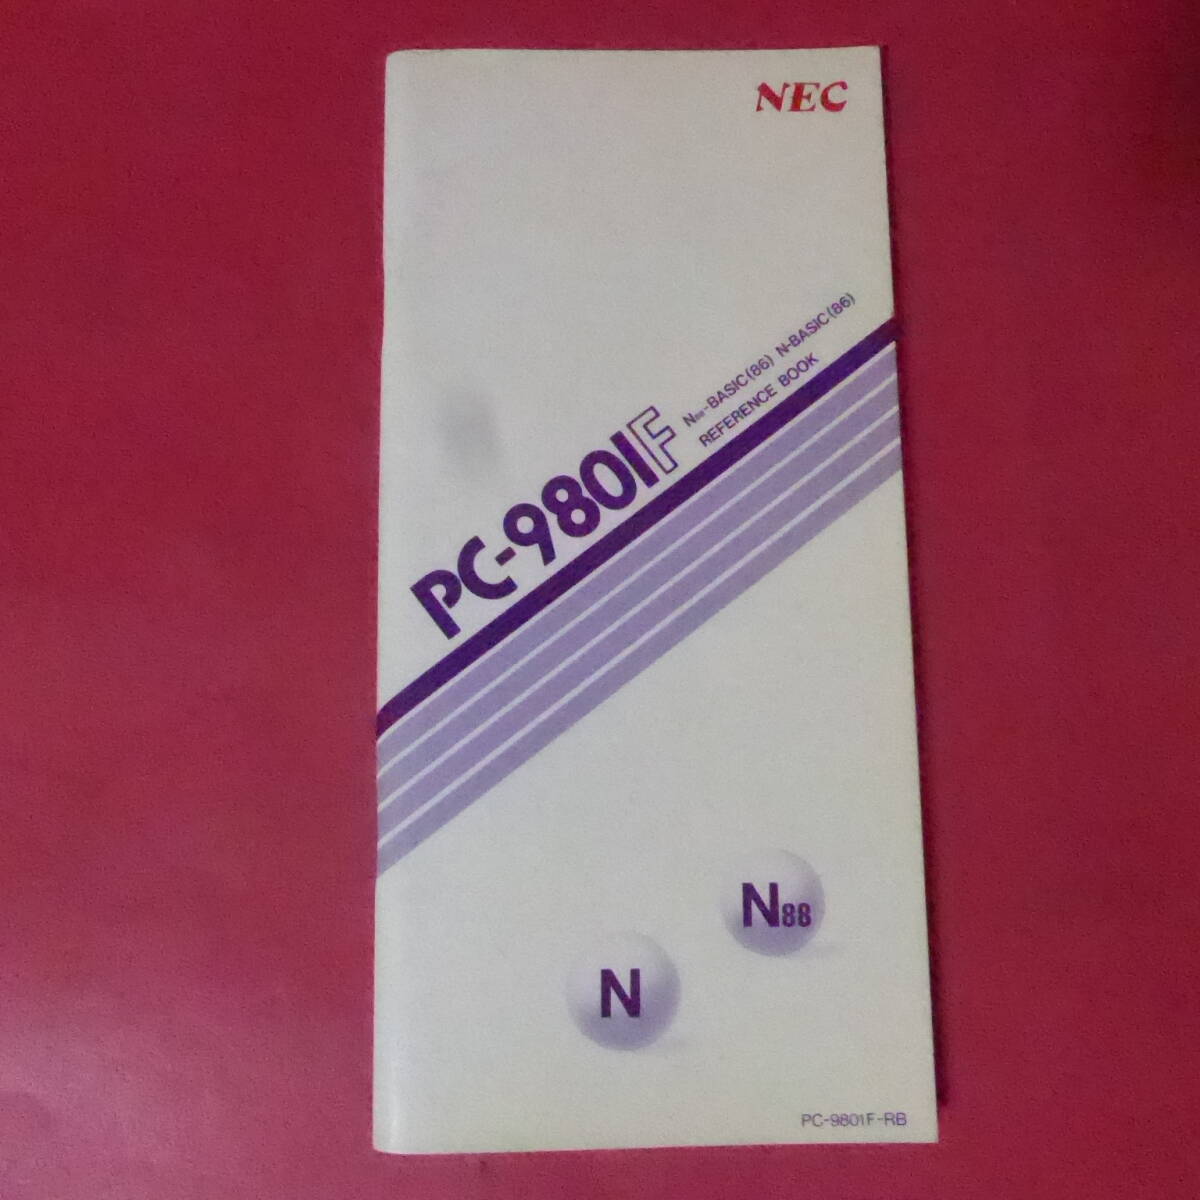 NEC
PC-9801F
N88-BASIC(86) N-BASIC(86)
REFERENCE BOOK
N88
N
PC-9801F-RB